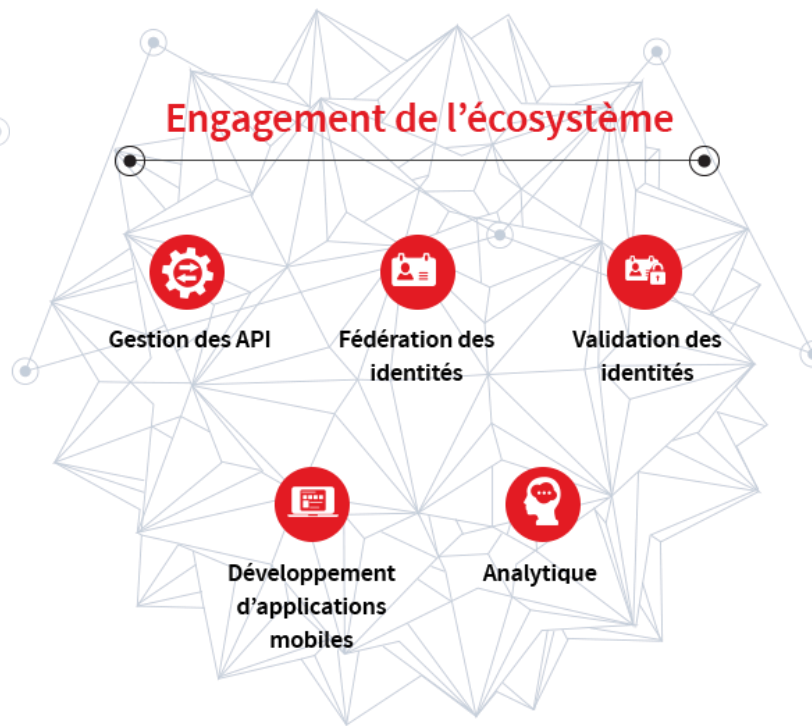 Engagement de l’écosystème
Gestion des API
Fédération des
identités
Validation des
identités
Développement
d’applications
mobiles
Analytique